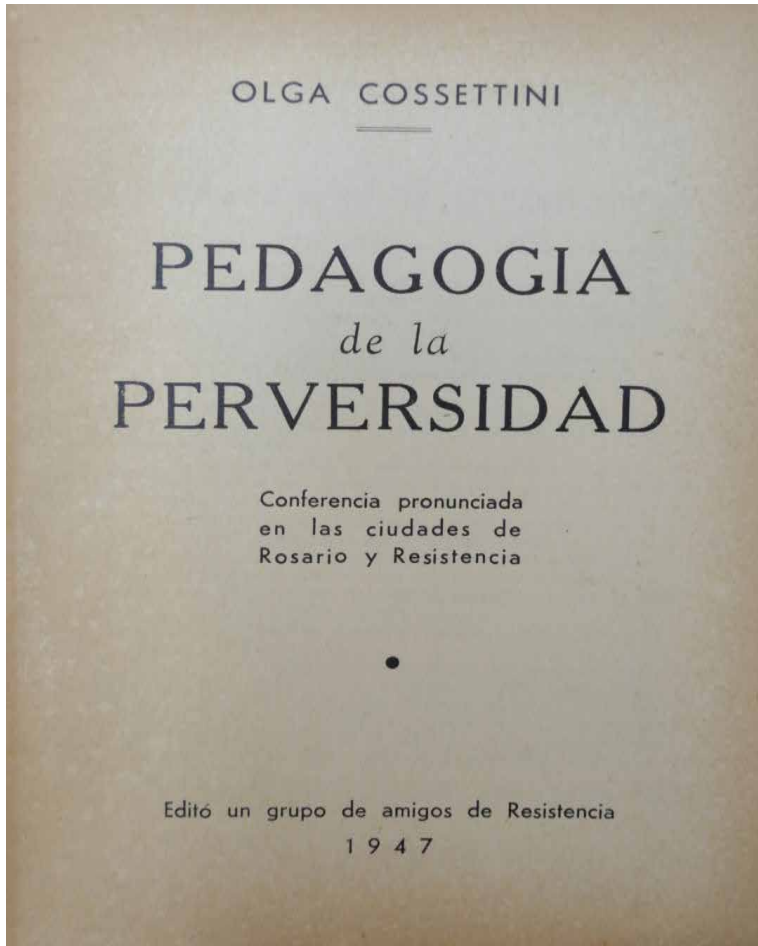 OLGA COSSETTINI
PEDAGOGIA
de la
PERVERSIDAD
Conferencia pronunciada
en las ciudades de
Rosario y Resistencia
Editó un grupo de amigos de Resistencia
1947